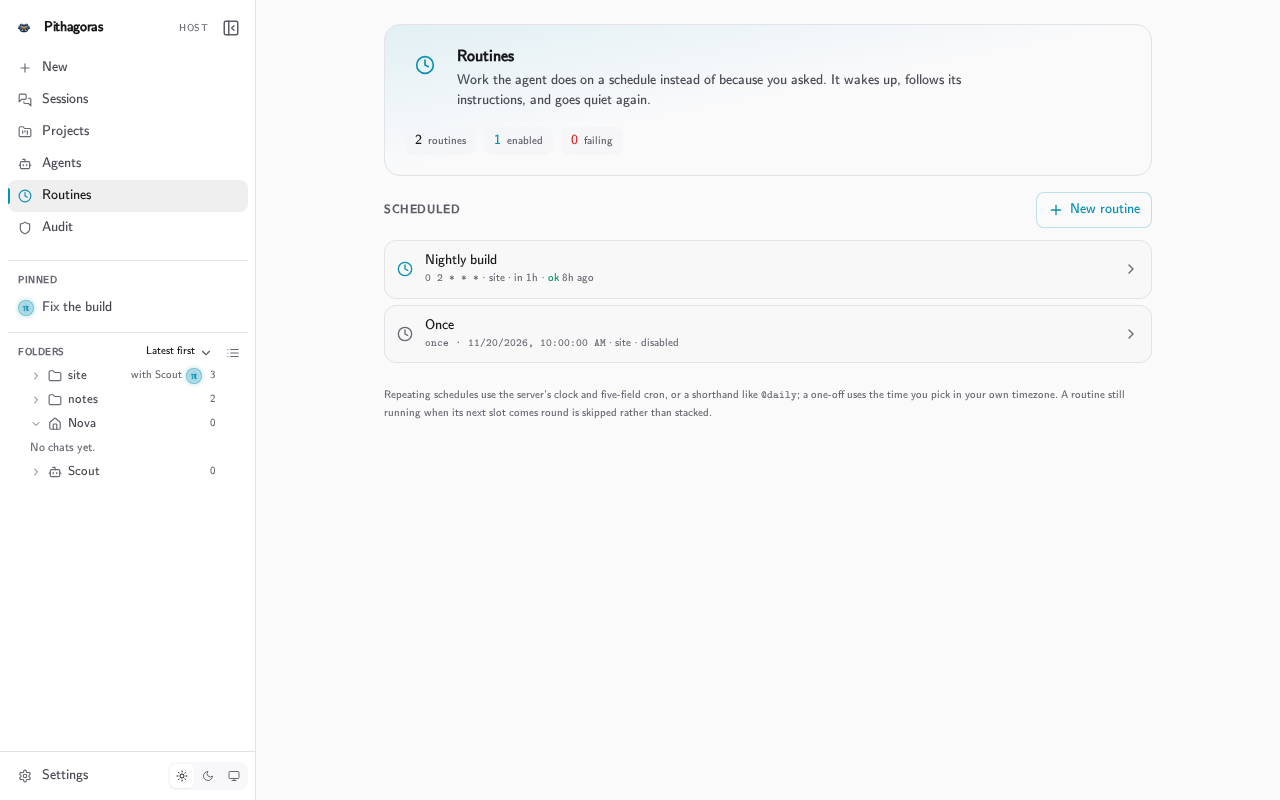 Pithagoras
HOST
New
Sessions
Projects
Agents
Routines
Audit
PINNED
π Fix the build
FOLDERS
Latest first
site with Scout π 3
notes 2
Nova 0
No chats yet.
Scout 0
Settings
Routines
Work the agent does on a schedule instead of because you asked. It wakes up, follows its
instructions, and goes quiet again.
2 routines 1 enabled 0 failing
SCHEDULED
New routine
Nightly build
0 2 * * * · site · in 1h · ok 8h ago
Once
once · 11/20/2026, 10:00:00 AM · site · disabled
Repeating schedules use the server's clock and five-field cron, or a shorthand like @daily; a one-off uses the time you pick in your own timezone. A routine still
running when its next slot comes round is skipped rather than stacked.